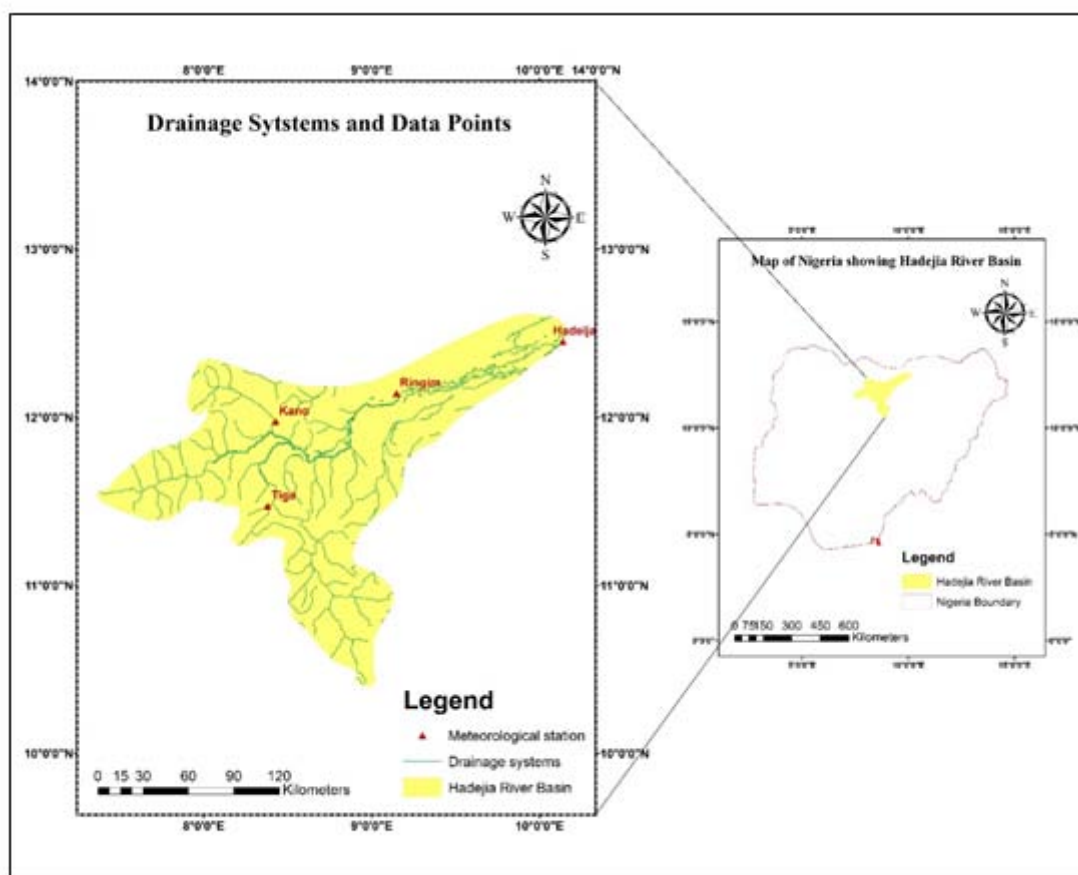 8°0'0"E 9°0'0"E 10°0'0"E 14°0'0"N
14°0'0"N
Drainage Sytstems and Data Points
N
W E
S
13°0'0"N 13°0'0"N
Hadeija
Ringim
12°0'0"N 12°0'0"N
Kano
Tiga
11°0'0"N 11°0'0"N
Legend
Meteorological station
Drainage systems
Hadejia River Basin
10°0'0"N 10°0'0"N
0 15 30 60 90 120
Kilometers
8°0'0"E 9°0'0"E 10°0'0"E
Map of Nigeria showing Hadejia River Basin
N
W E
S
Legend
Hadejia River Basin
Nigeria Boundary
0 75 150 300 450 600
Kilometers